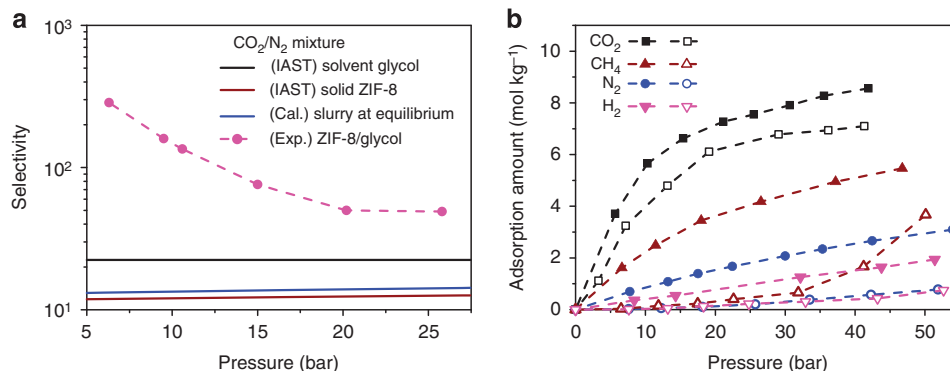 a
CO₂/N₂ mixture
(IAST) solvent glycol
(IAST) solid ZIF-8
(Cal.) slurry at equilibrium
(Exp.) ZIF-8/glycol
10³
10²
10¹
Selectivity
5 10 15 20 25
Pressure (bar)
b
CO₂
CH₄
N₂
H₂
10
8
6
4
2
0
Adsorption amount (mol kg⁻¹)
0 10 20 30 40 50
Pressure (bar)